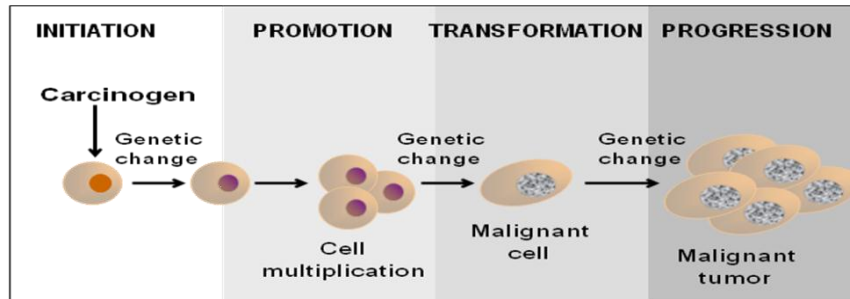 INITIATION
PROMOTION
TRANSFORMATION
PROGRESSION
Carcinogen
Genetic
change
Genetic
change
Genetic
change
Cell
multiplication
Malignant
cell
Malignant
tumor